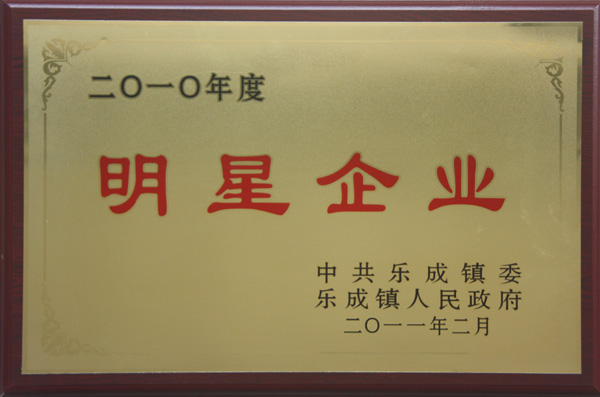 二〇一〇年度
明星企业
中共乐成镇委
乐成镇人民政府
二〇一一年二月